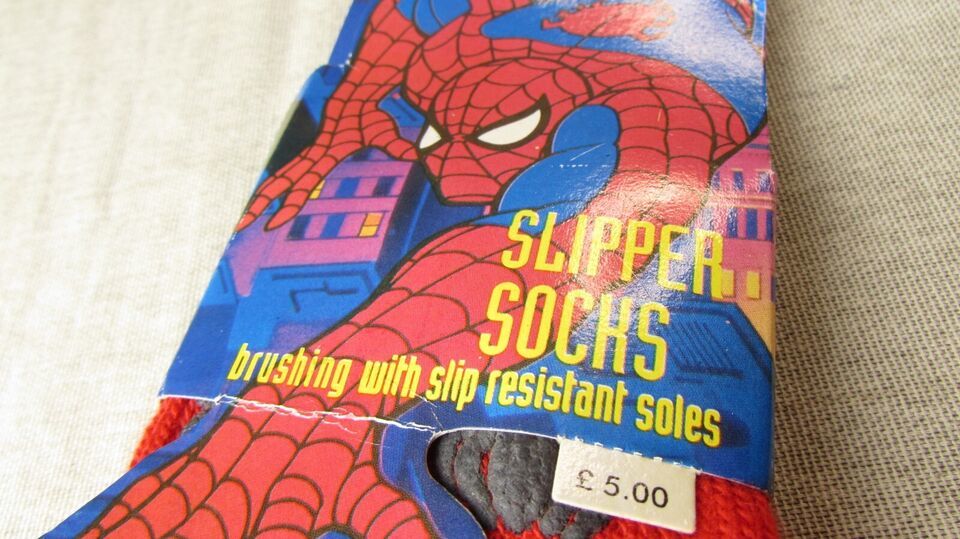 SLIPPER
SOCKS
brushing with slip resistant soles
£ 5.00